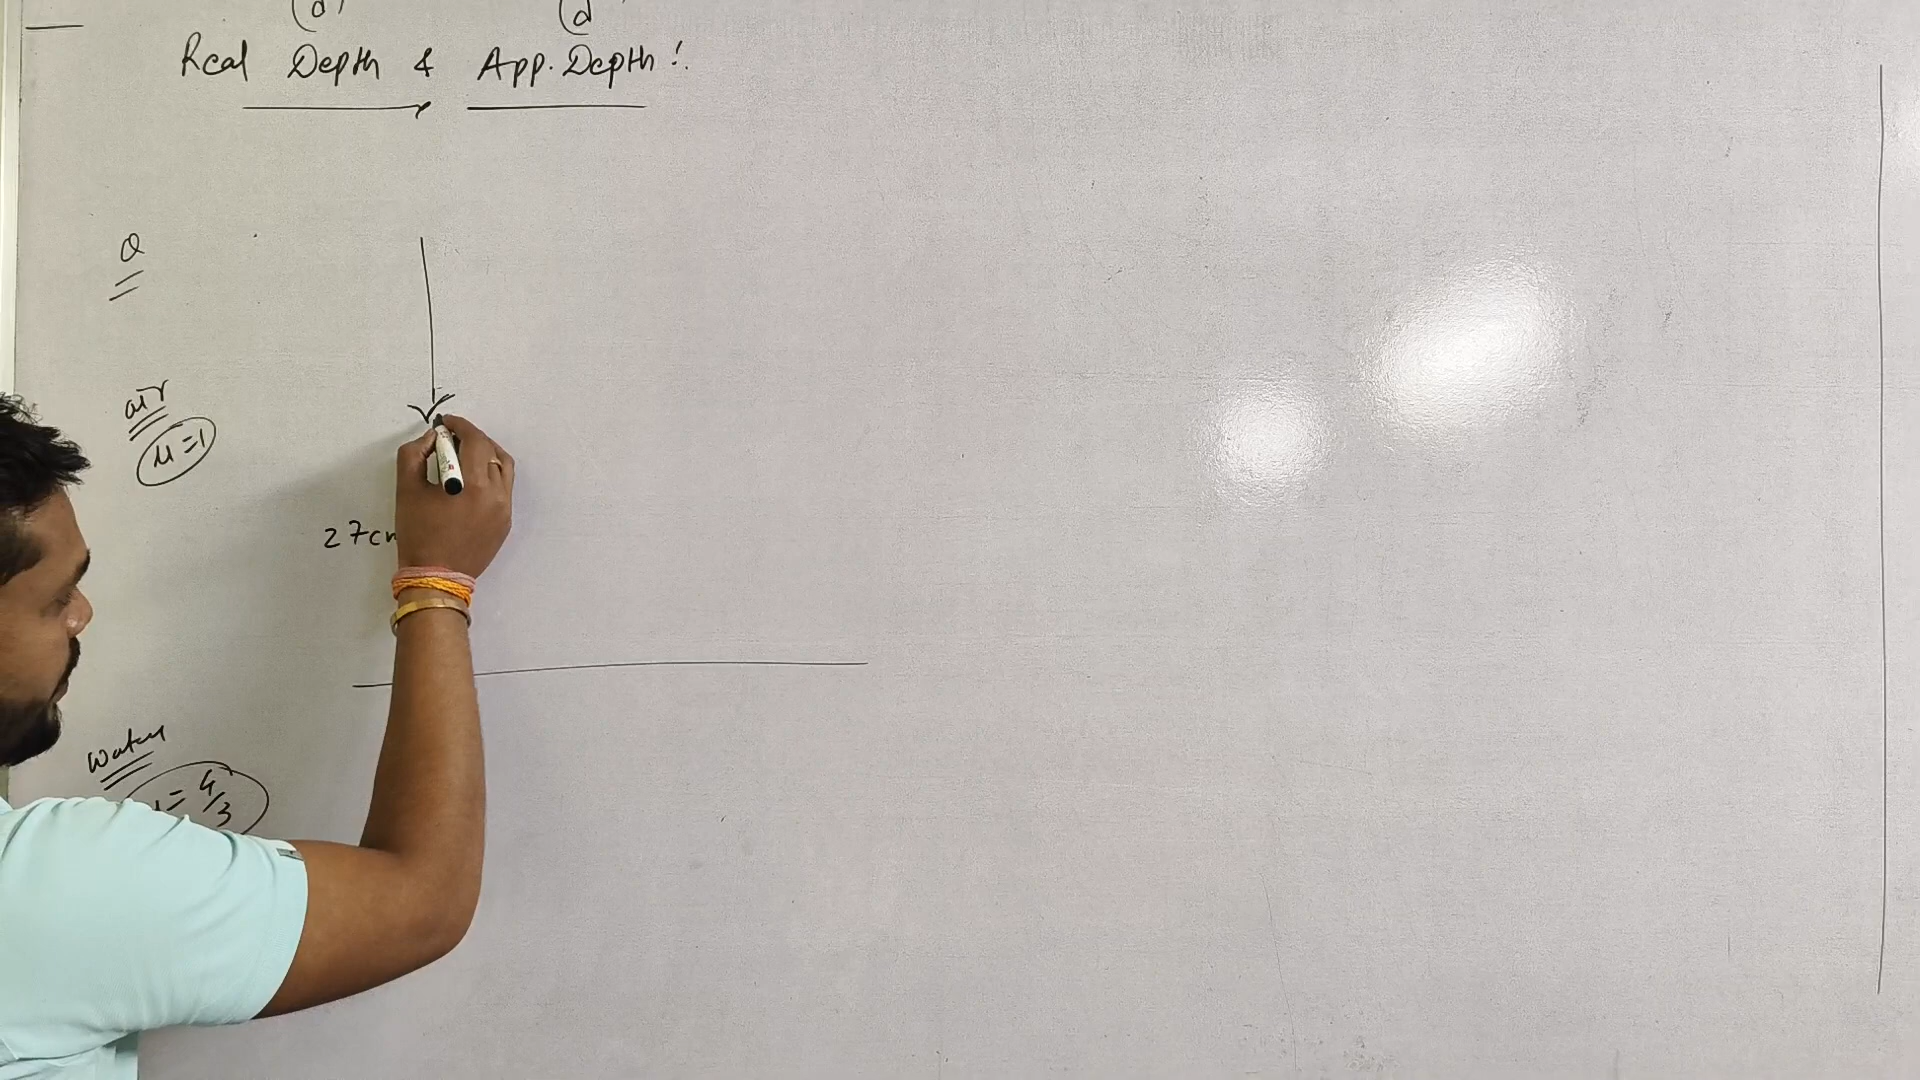 (d) (d
Real Depth & App. Depth :
Q
air
μ = 1
27cm
Water
μ = 4/3